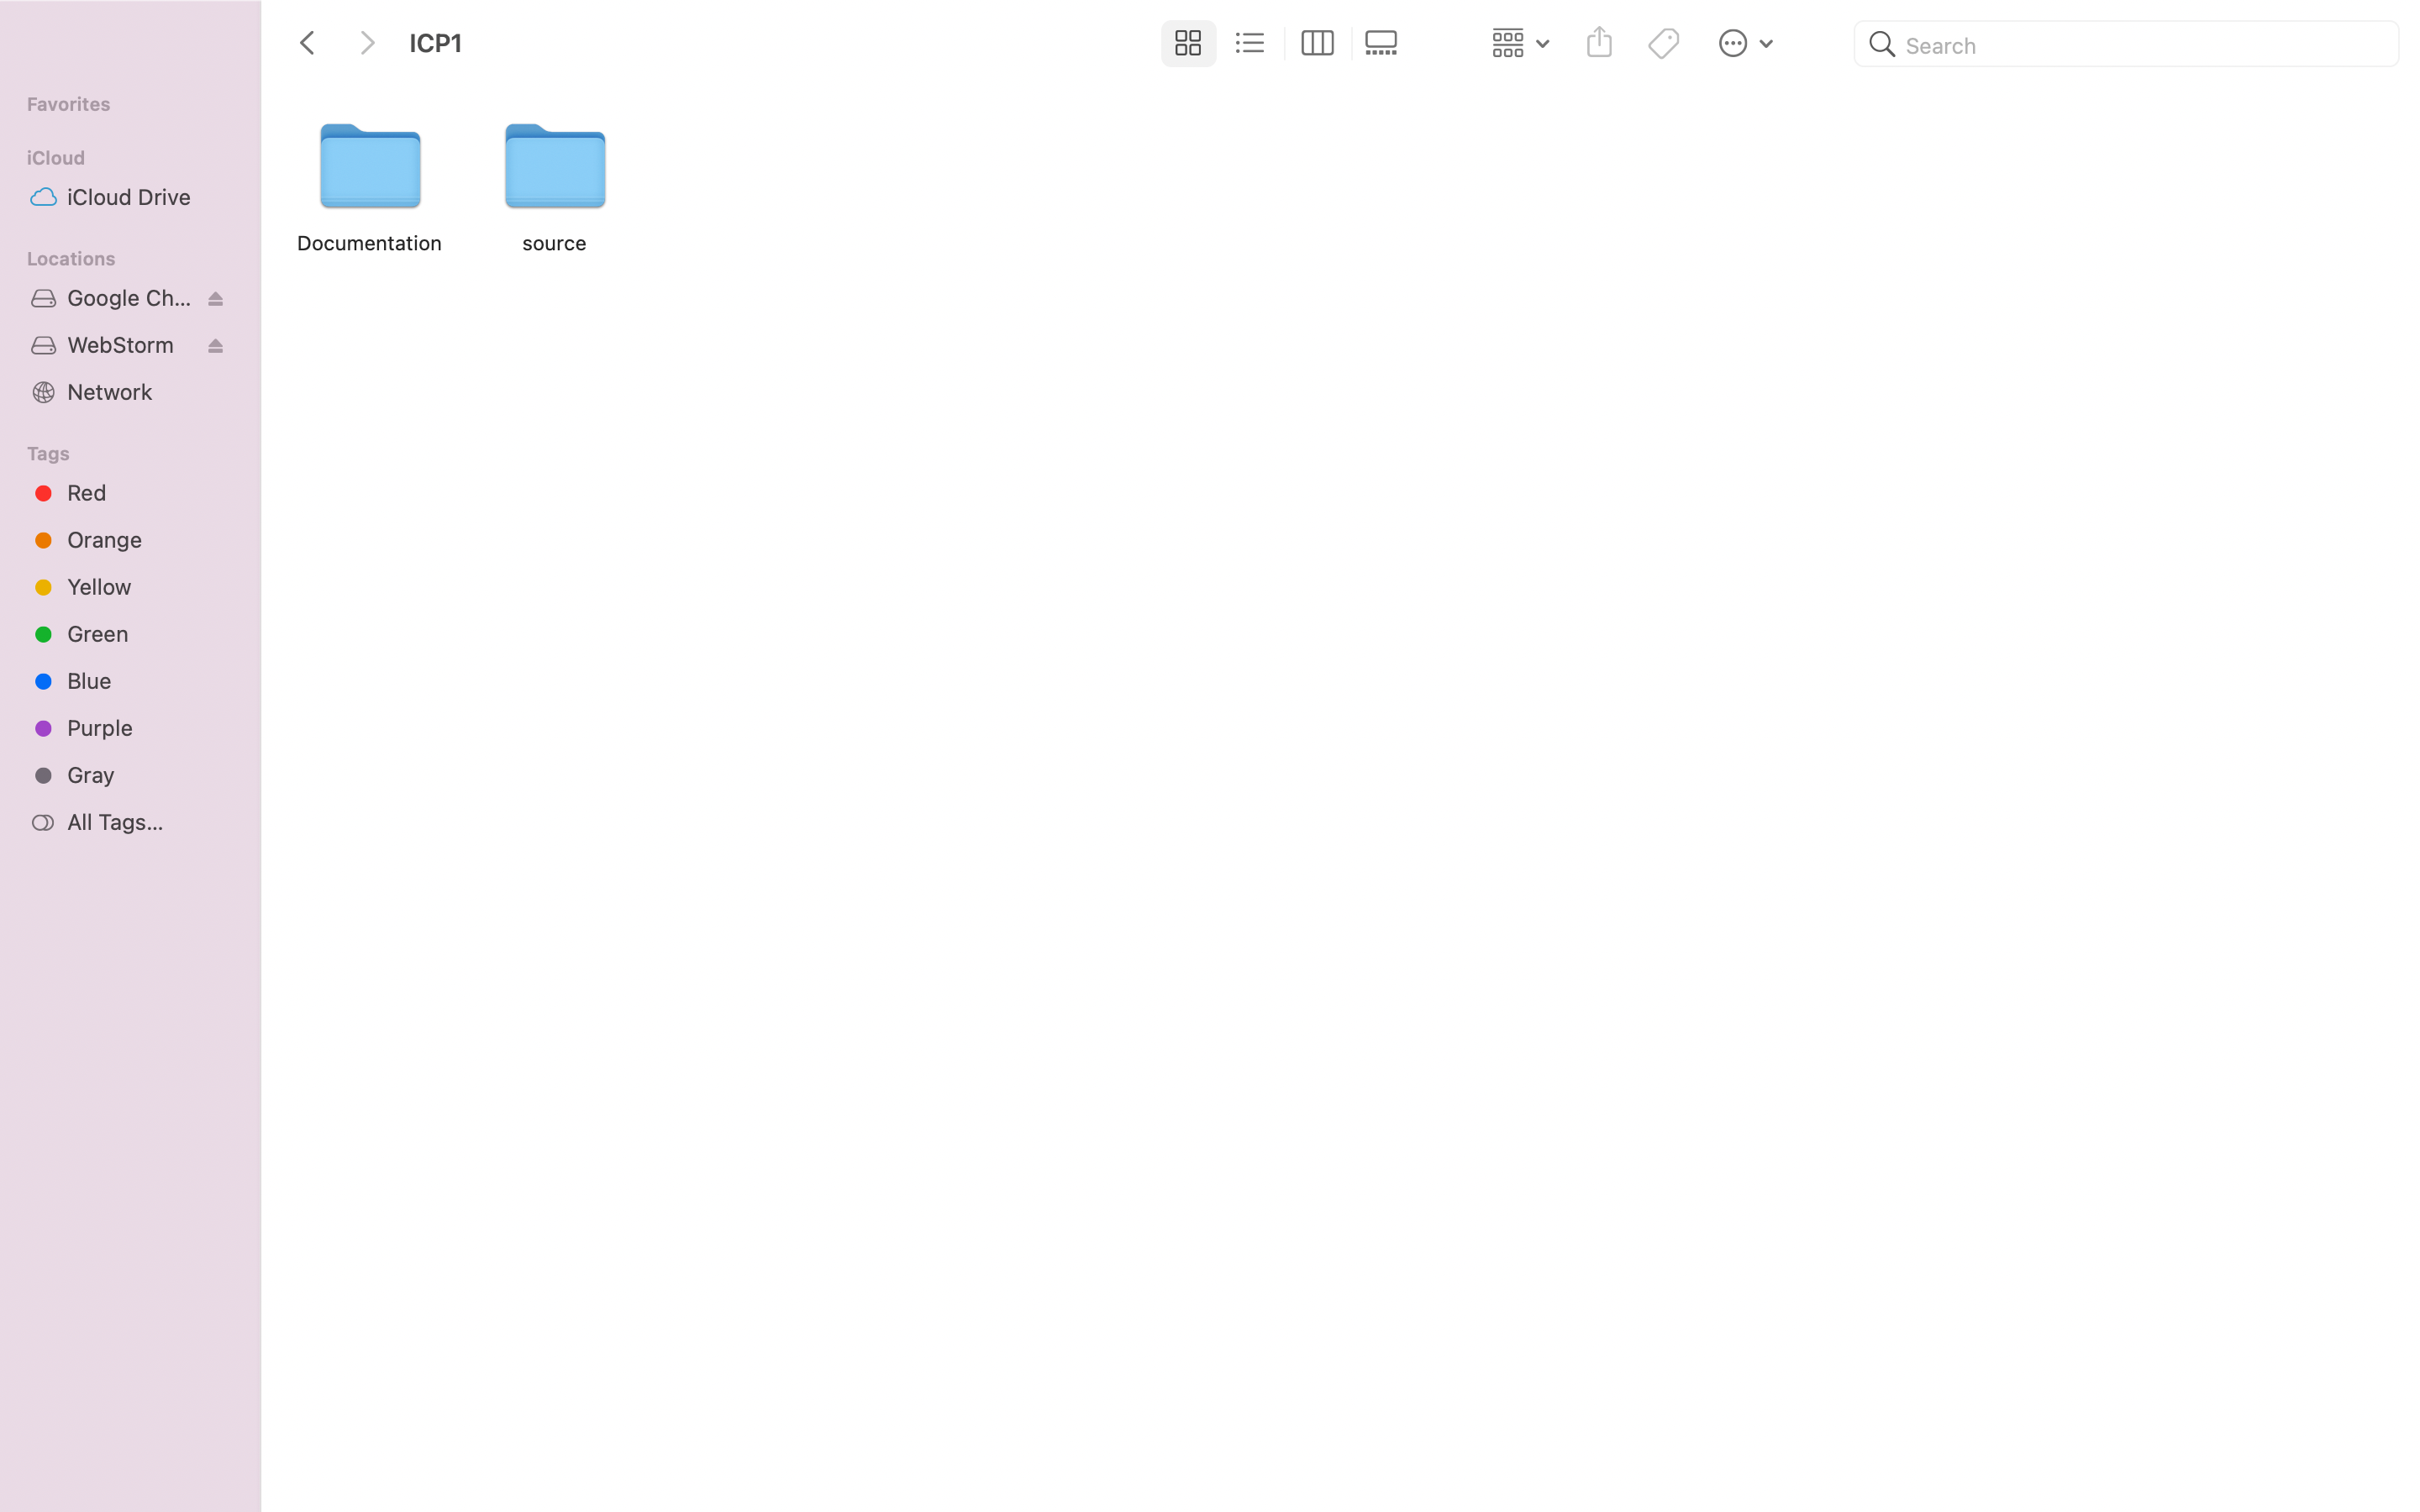 ICP1
Search
Favorites
iCloud
iCloud Drive
Locations
Google Ch...
WebStorm
Network
Tags
Red
Orange
Yellow
Green
Blue
Purple
Gray
All Tags...
Documentation
source